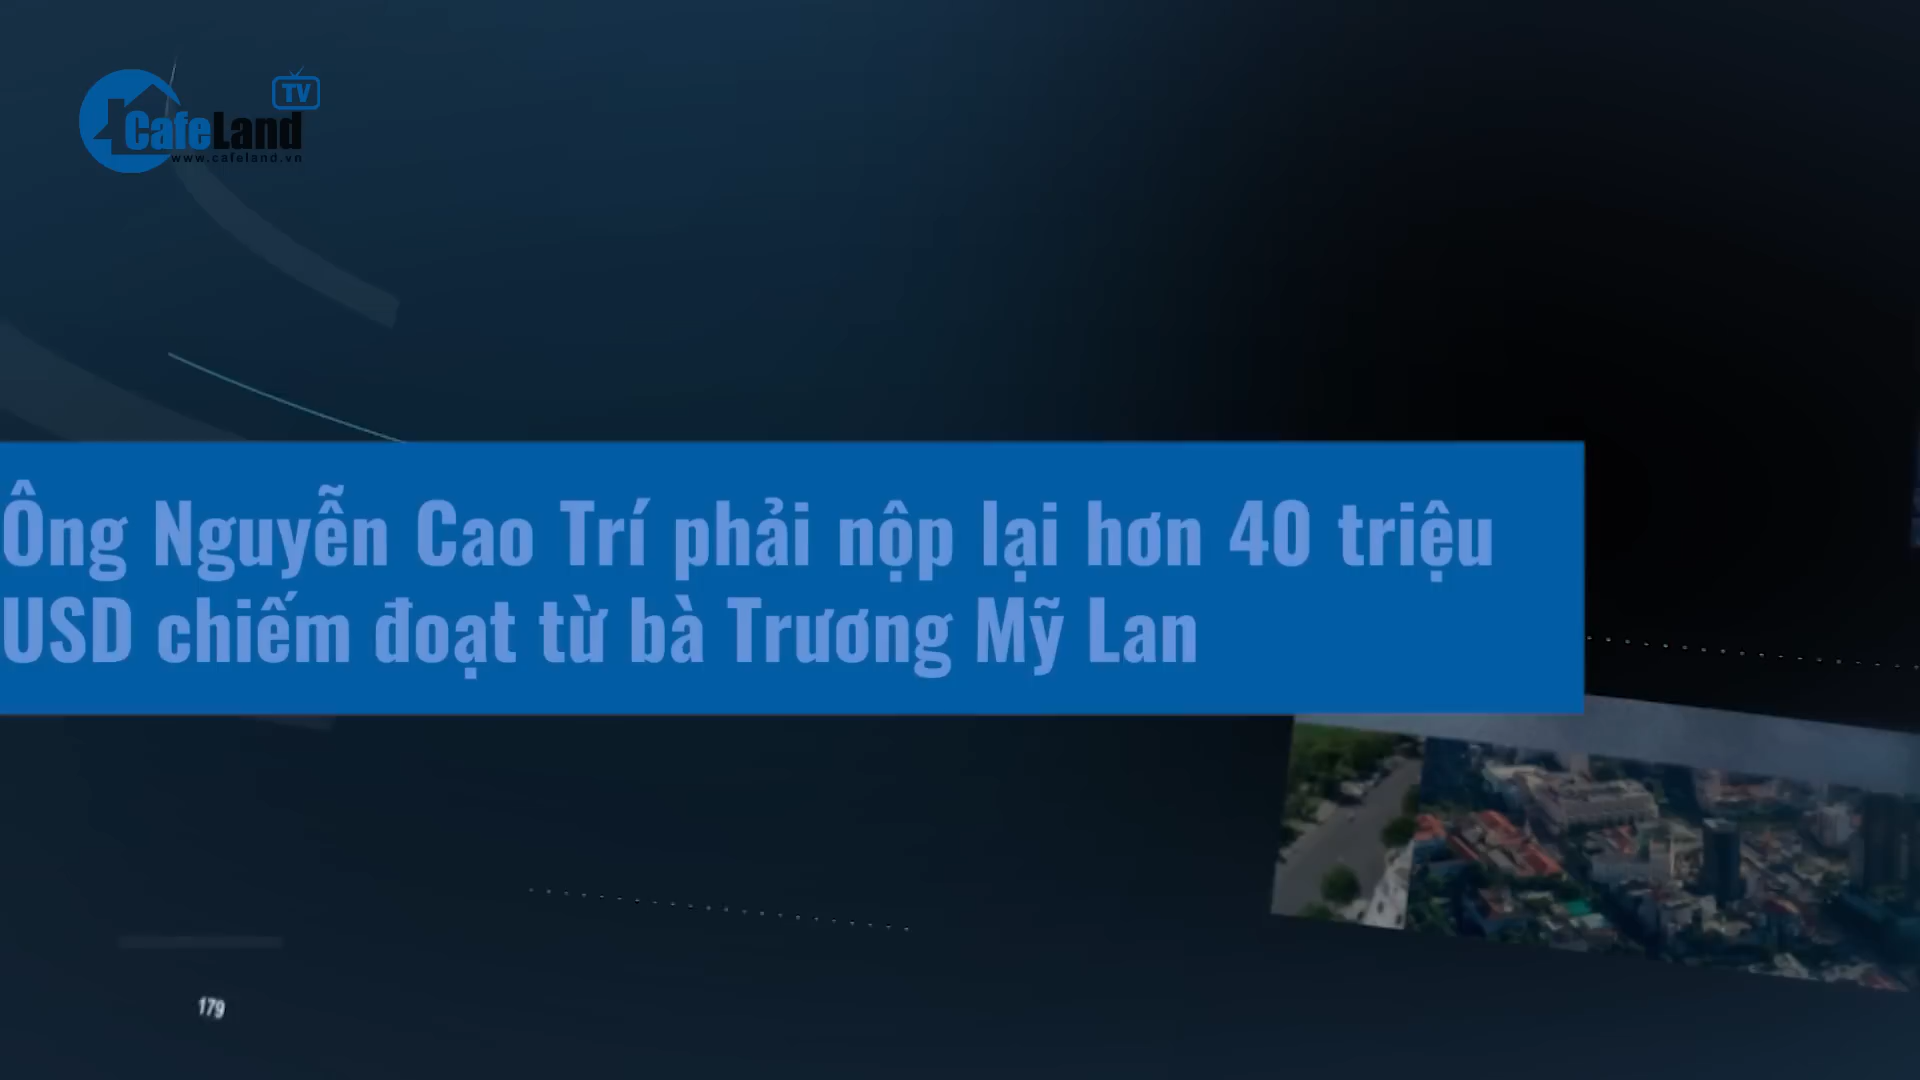 TV
CafeLand
www.cafeland.vn
Ông Nguyễn Cao Trí phải nộp lại hơn 40 triệu
USD chiếm đoạt từ bà Trương Mỹ Lan
179